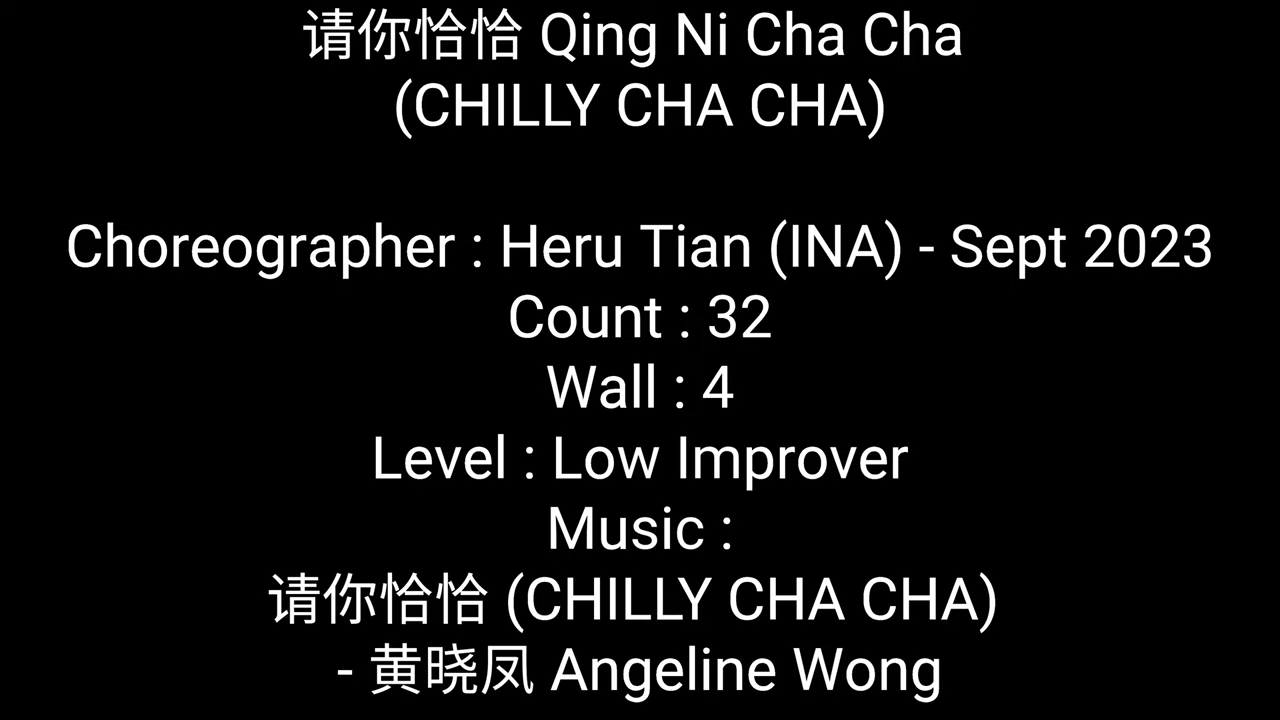 请你恰恰 Qing Ni Cha Cha
(CHILLY CHA CHA)
Choreographer : Heru Tian (INA) - Sept 2023
Count : 32
Wall : 4
Level : Low Improver
Music :
请你恰恰 (CHILLY CHA CHA)
- 黄晓凤 Angeline Wong